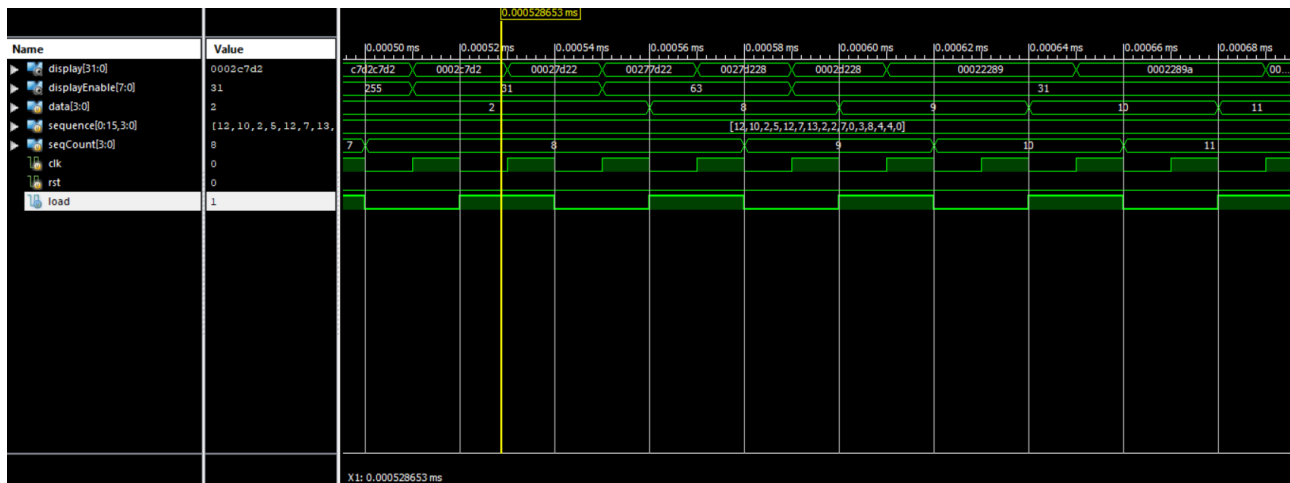 0.000528653 ms
Name Value
0.00050 ms 0.00052 ms 0.00054 ms 0.00056 ms 0.00058 ms 0.00060 ms 0.00062 ms 0.00064 ms 0.00066 ms 0.00068 ms
display[31:0] 0002c7d2 c7d2c7d2 0002c7d2 00027d22 00277d22 0027d228 0002d228 00022289 0002289a 00...
displayEnable[7:0] 31 255 31 63 31
data[3:0] 2 2 8 9 10 11
sequence[0:15,3:0] [12,10,2,5,12,7,13, [12,10,2,5,12,7,13,2,2,7,0,3,8,4,4,0]
seqCount[3:0] 8 7 8 9 10 11
clk 0
rst 0
load 1
X1: 0.000528653 ms